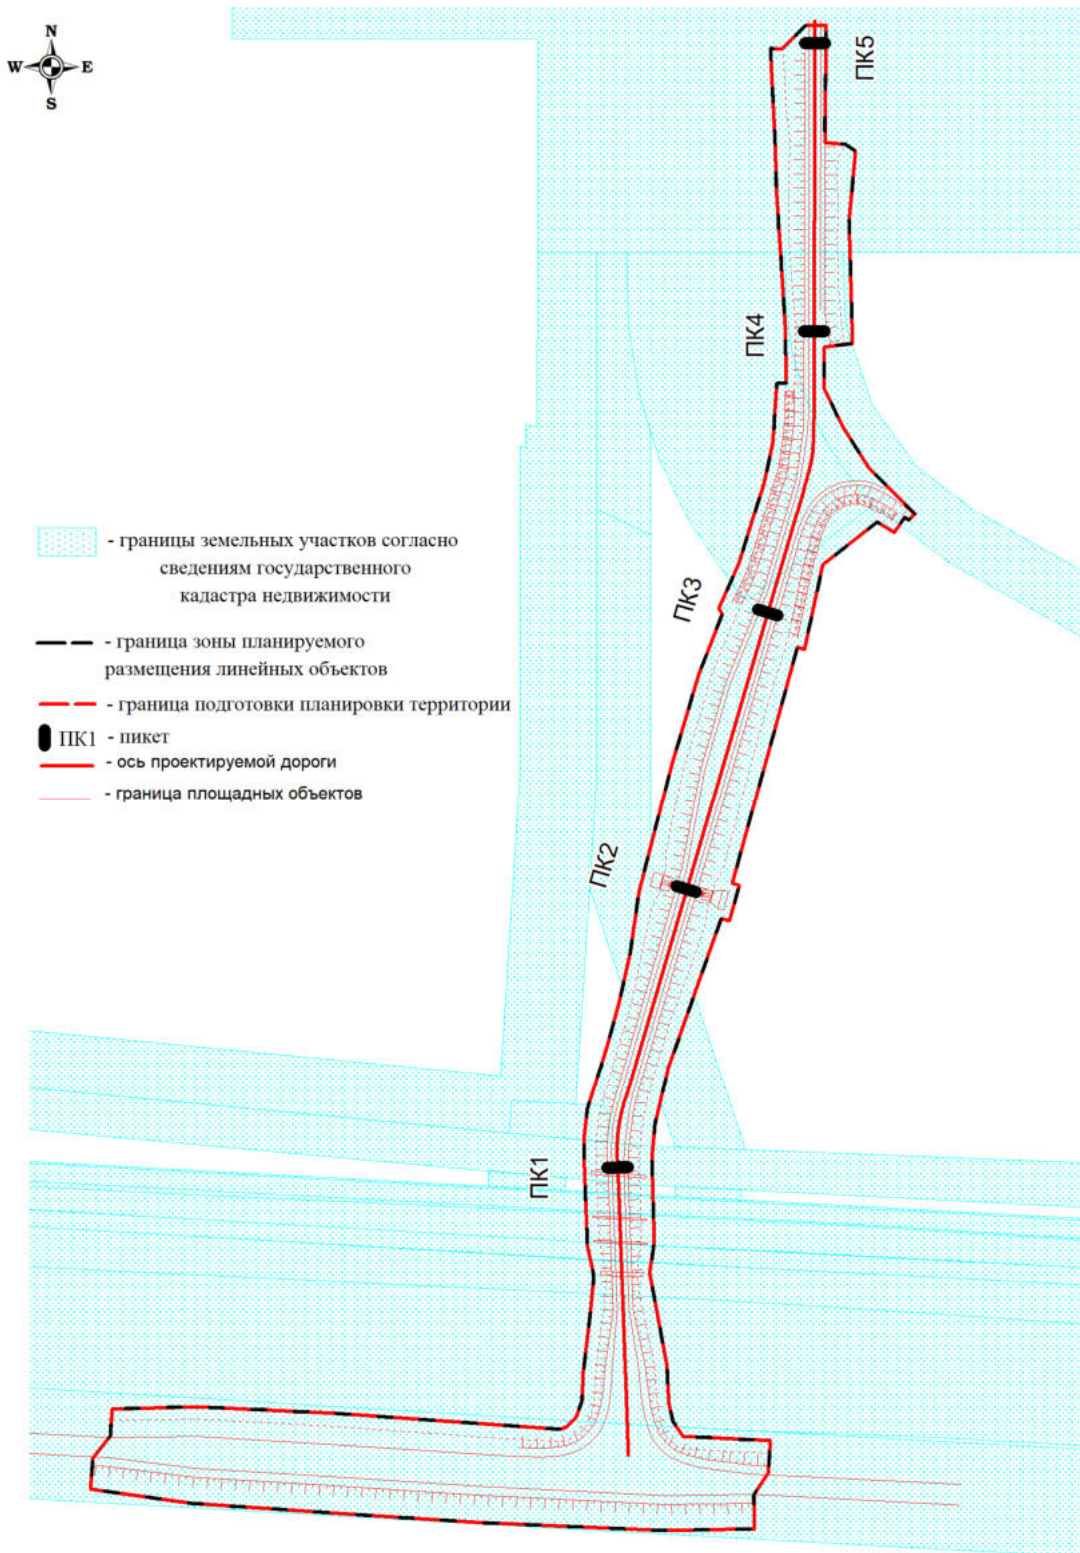 N
W E
S
ПК5
ПК4
- границы земельных участков согласно
сведениям государственного
кадастра недвижимости
ПК3
- граница зоны планируемого
размещения линейных объектов
- граница подготовки планировки территории
ПК1 - пикет
- ось проектируемой дороги
- граница площадных объектов
ПК2
ПК1